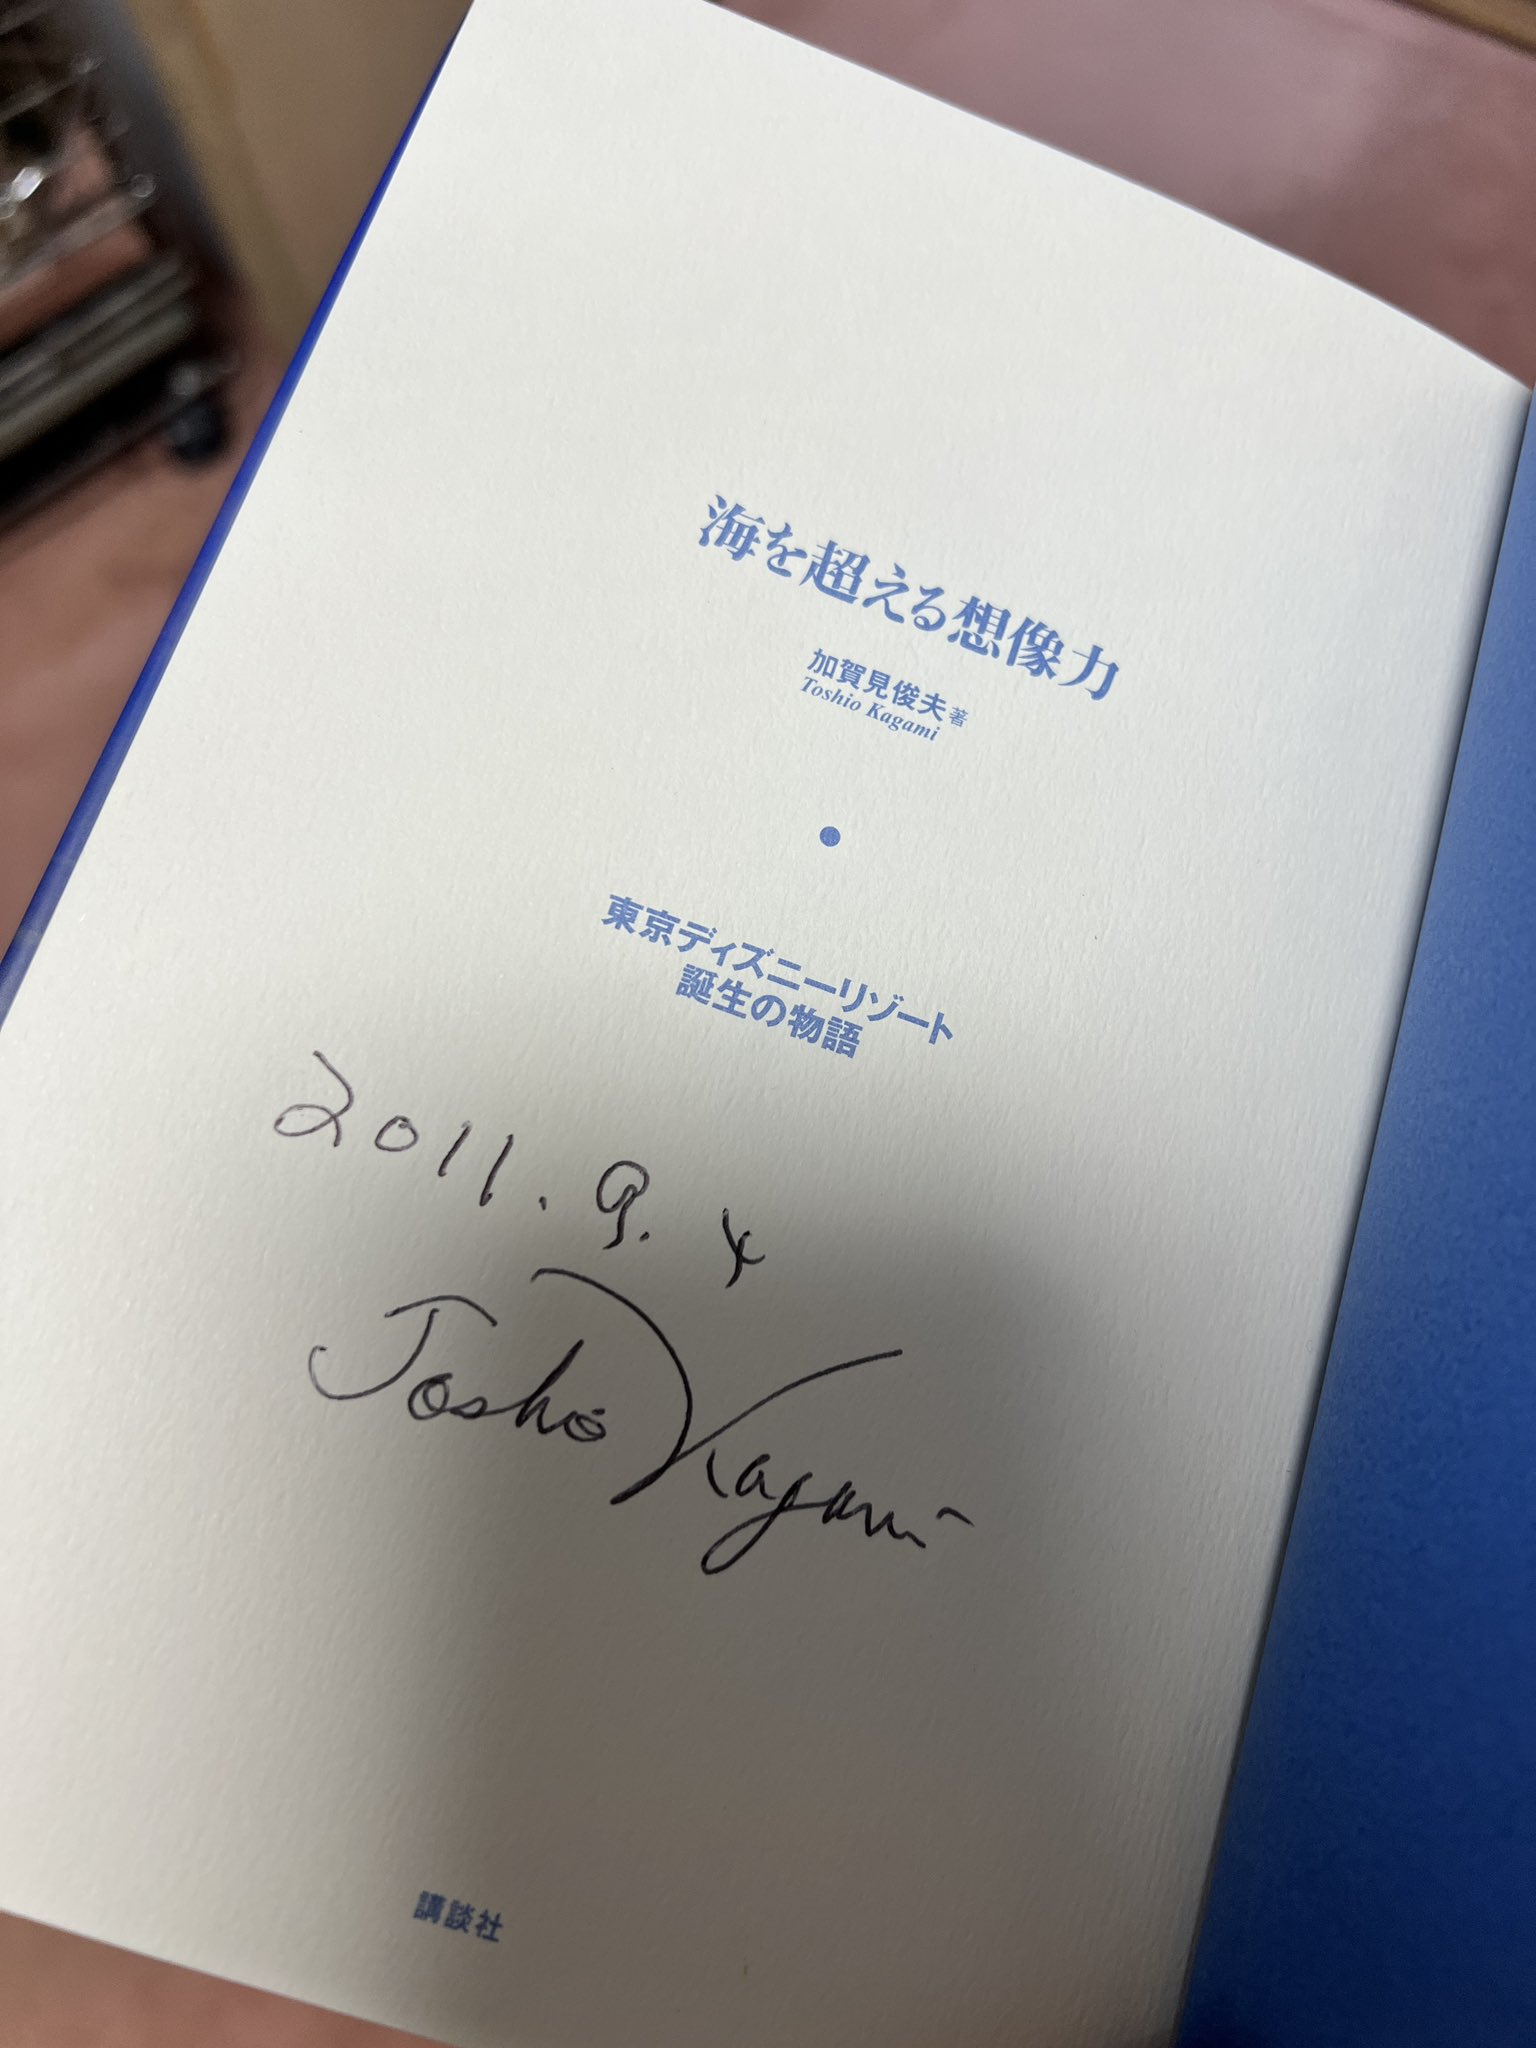 海を超える想像力
加賀見俊夫 著
Toshio Kagami
東京ディズニーリゾート
誕生の物語
2011.9.4
Toshio Kagami
講談社